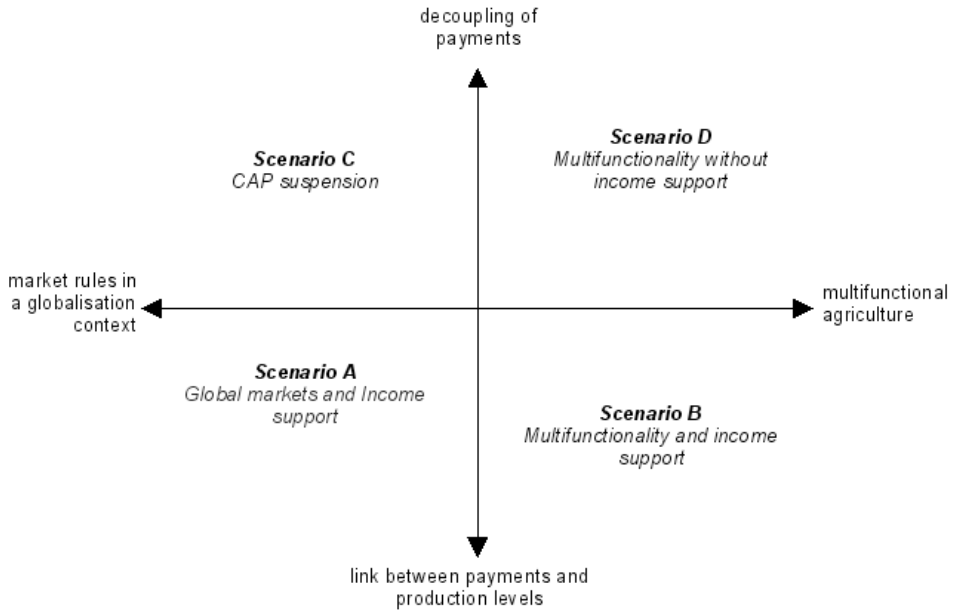 decoupling of
payments
Scenario C
CAP suspension
Scenario D
Multifunctionality without
income support
market rules in
a globalisation
context
multifunctional
agriculture
Scenario A
Global markets and Income
support
Scenario B
Multifunctionality and income
support
link between payments and
production levels